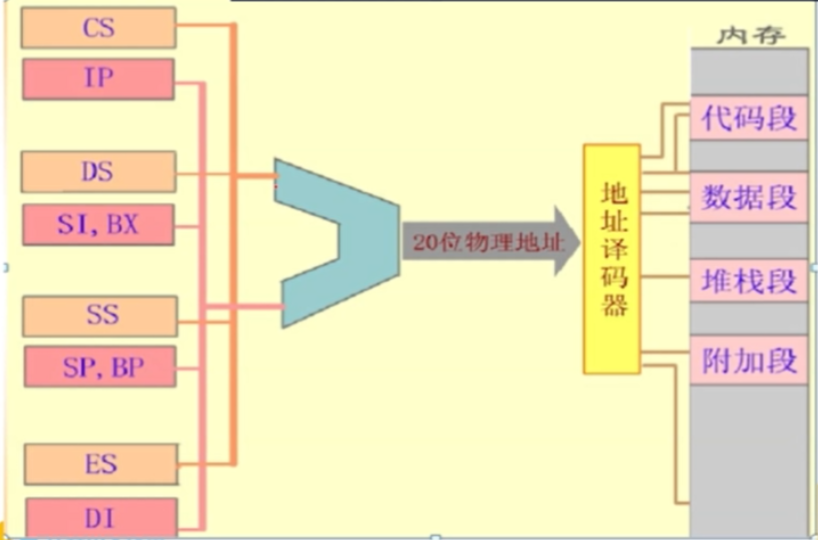 内存
CS
IP
DS
SI,BX
SS
SP,BP
ES
DI
20位物理地址
地址译码器
代码段
数据段
堆栈段
附加段